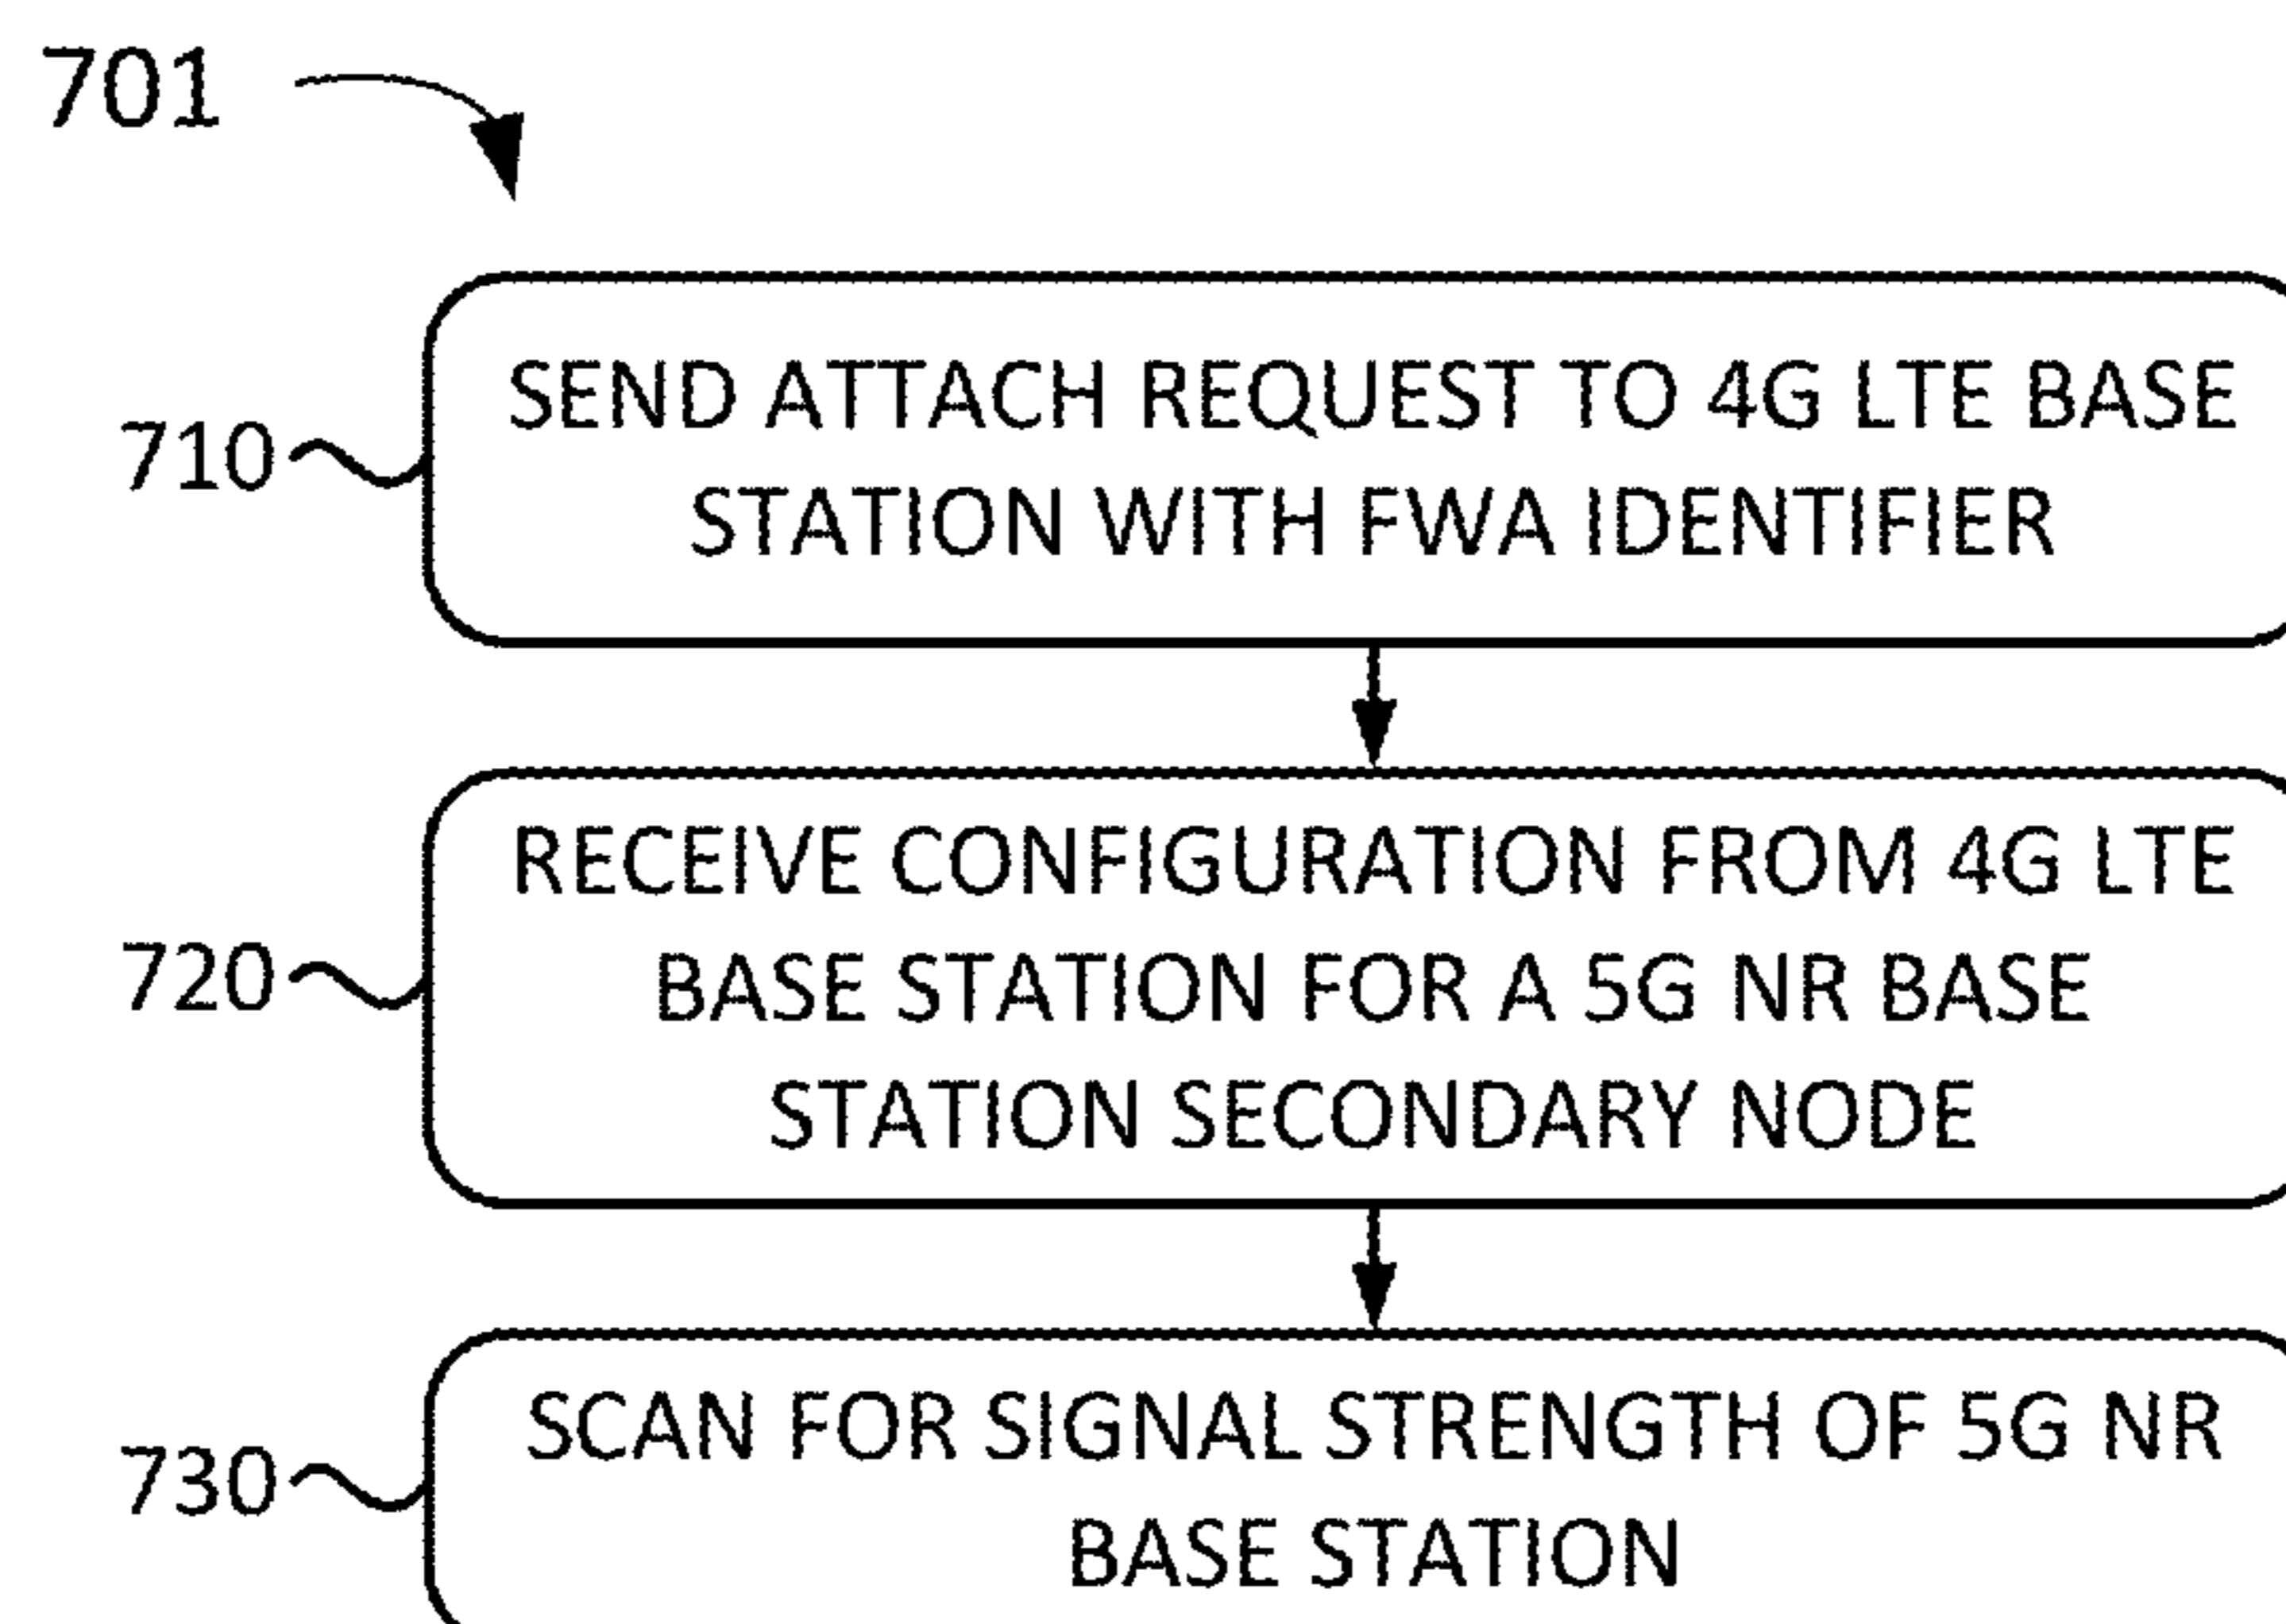 701
710
SEND ATTACH REQUEST TO 4G LTE BASE
STATION WITH FWA IDENTIFIER
720
RECEIVE CONFIGURATION FROM 4G LTE
BASE STATION FOR A 5G NR BASE
STATION SECONDARY NODE
730
SCAN FOR SIGNAL STRENGTH OF 5G NR
BASE STATION